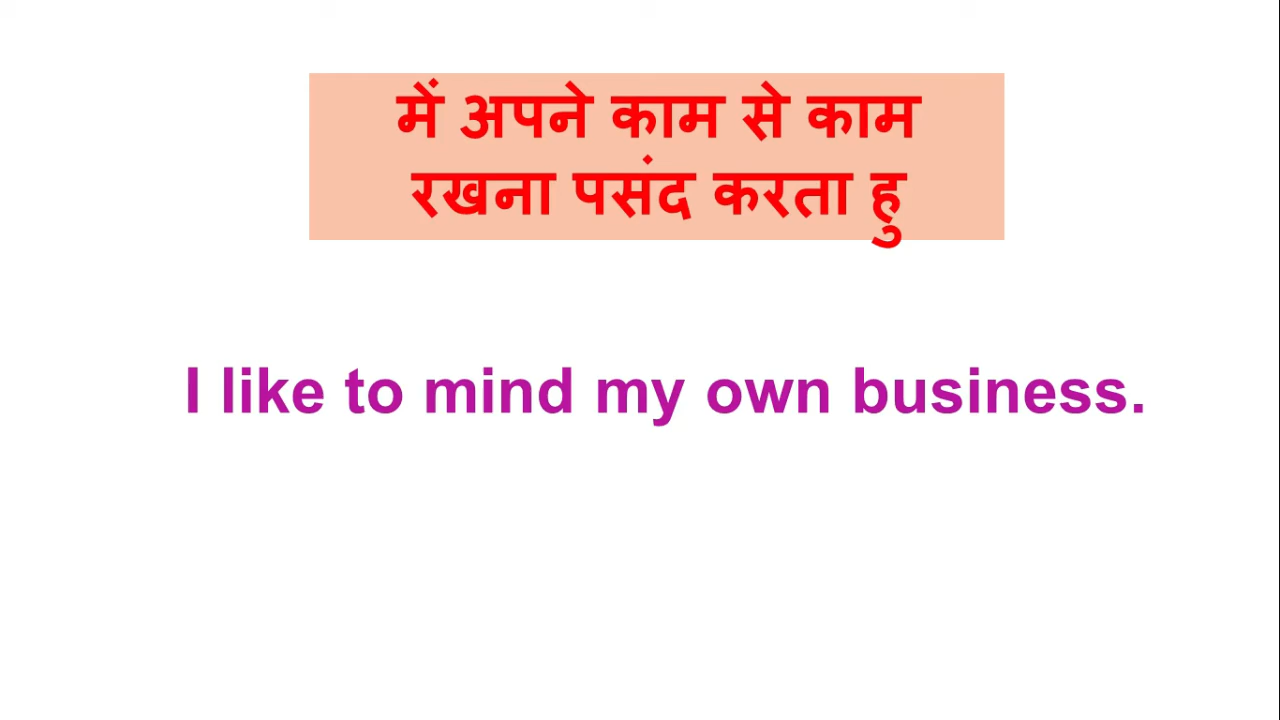 में अपने काम से काम
रखना पसंद करता हु
I like to mind my own business.